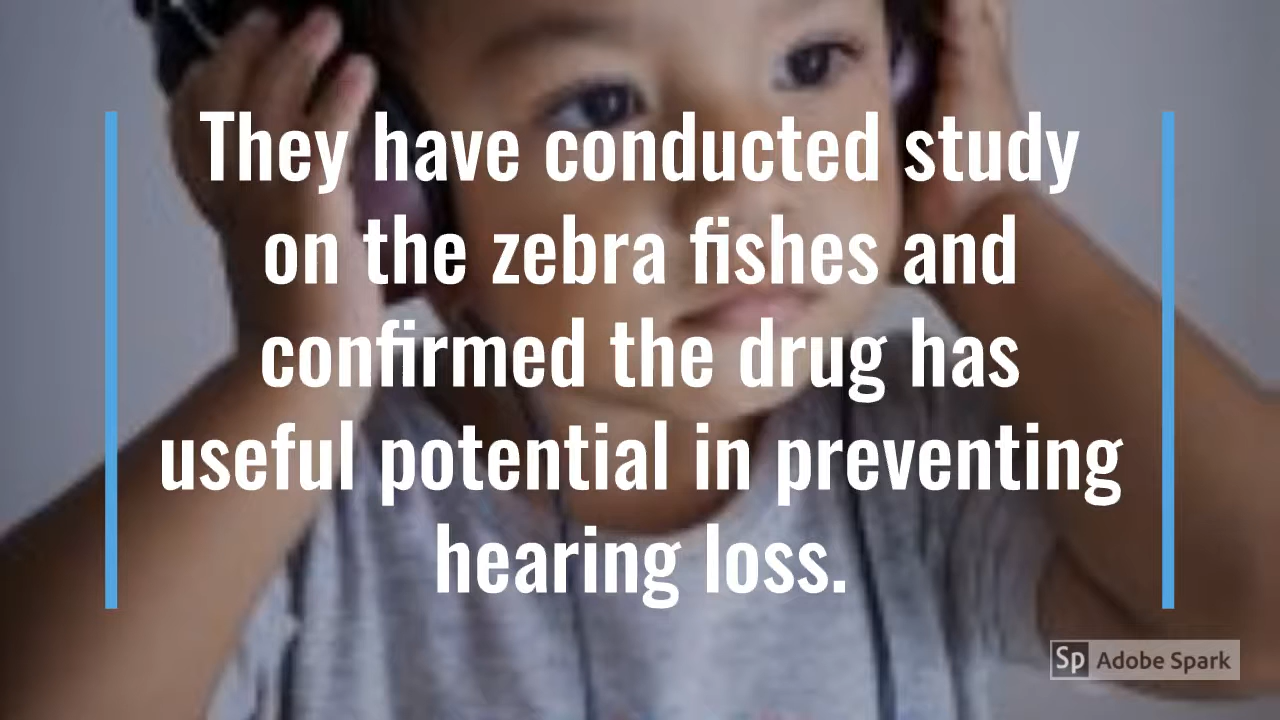 They have conducted study
on the zebra fishes and
confirmed the drug has
useful potential in preventing
hearing loss.
Sp Adobe Spark